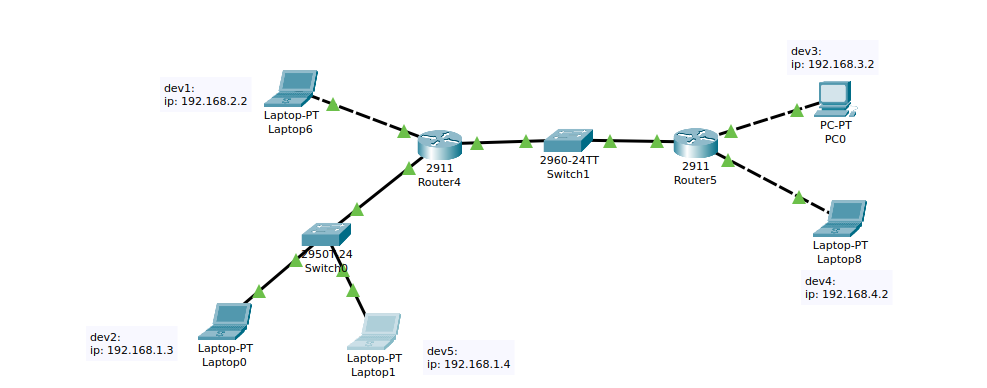 dev3:
ip: 192.168.3.2
dev1:
ip: 192.168.2.2
Laptop-PT
Laptop6
PC-PT
PC0
2911
Router4
2960-24TT
Switch1
2911
Router5
Laptop-PT
Laptop8
2950T-24
Switch0
dev4:
ip: 192.168.4.2
dev2:
ip: 192.168.1.3
Laptop-PT
Laptop0
Laptop-PT
Laptop1
dev5:
ip: 192.168.1.4